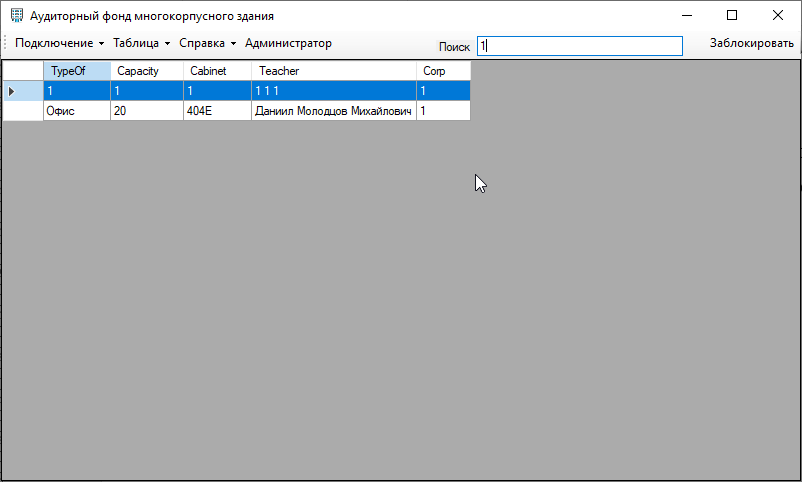 Аудиторный фонд многокорпусного здания
Подключение Таблица Справка Администратор Поиск 1 Заблокировать
TypeOf Capacity Cabinet Teacher Corp
1 1 1 1 1 1 1
Офис 20 404E Даниил Молодцов Михайлович 1